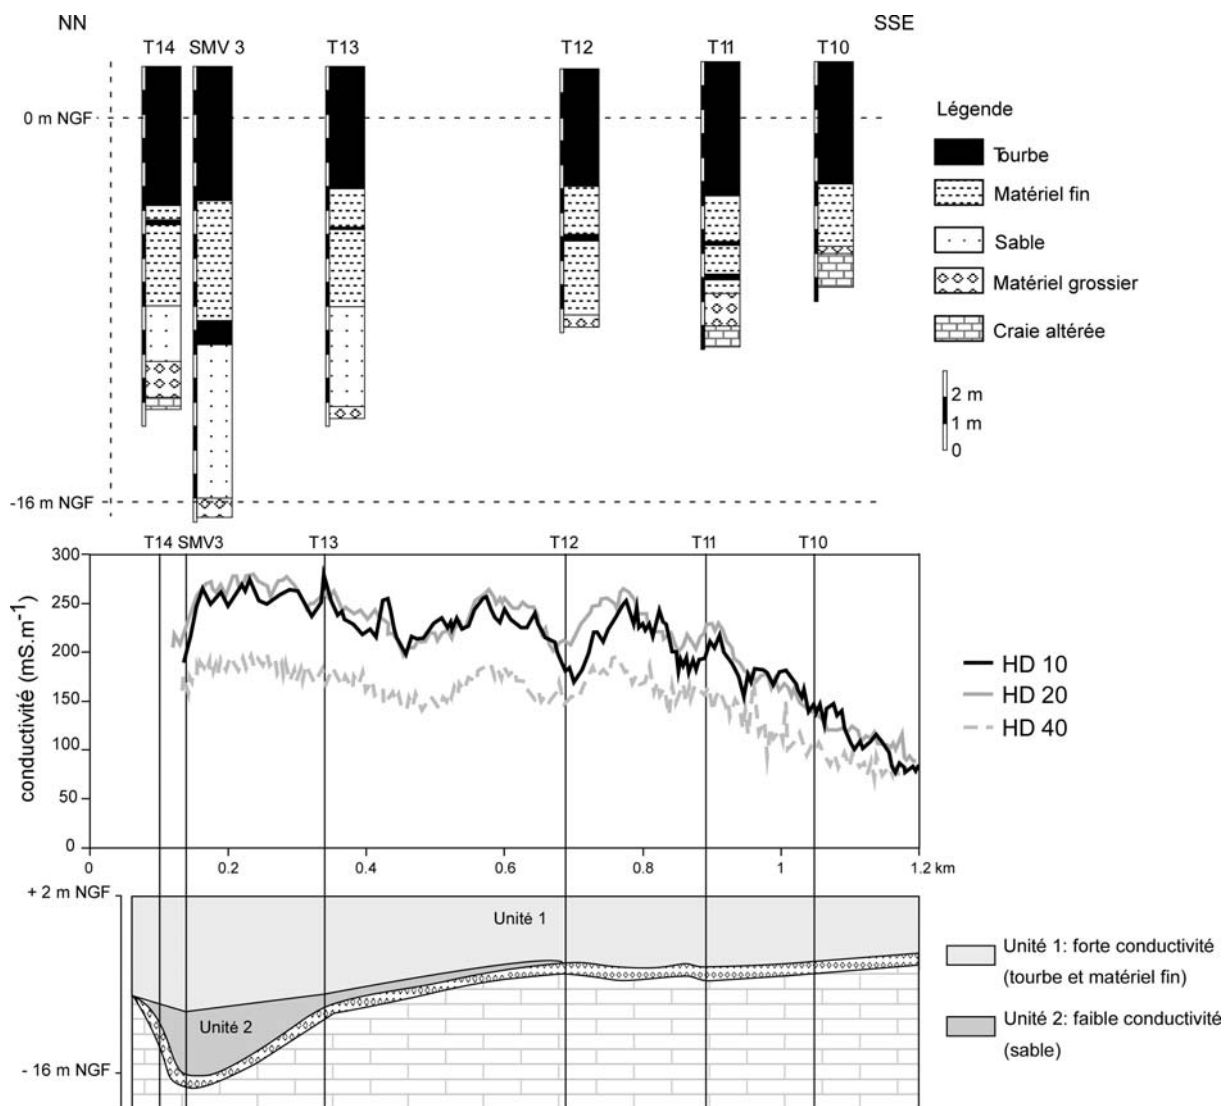 NN
SSE
T14 SMV 3 T13 T12 T11 T10
0 m NGF
-16 m NGF
Légende
Tourbe
Matériel fin
Sable
Matériel grossier
Craie altérée
2 m
1 m
0
T14 SMV3 T13 T12 T11 T10
300
250
200
150
100
50
0
conductivité (mS.m-1)
0 0.2 0.4 0.6 0.8 1 1.2 km
HD 10
HD 20
HD 40
+ 2 m NGF
- 16 m NGF
Unité 1
Unité 2
Unité 1: forte conductivité
(tourbe et matériel fin)
Unité 2: faible conductivité
(sable)